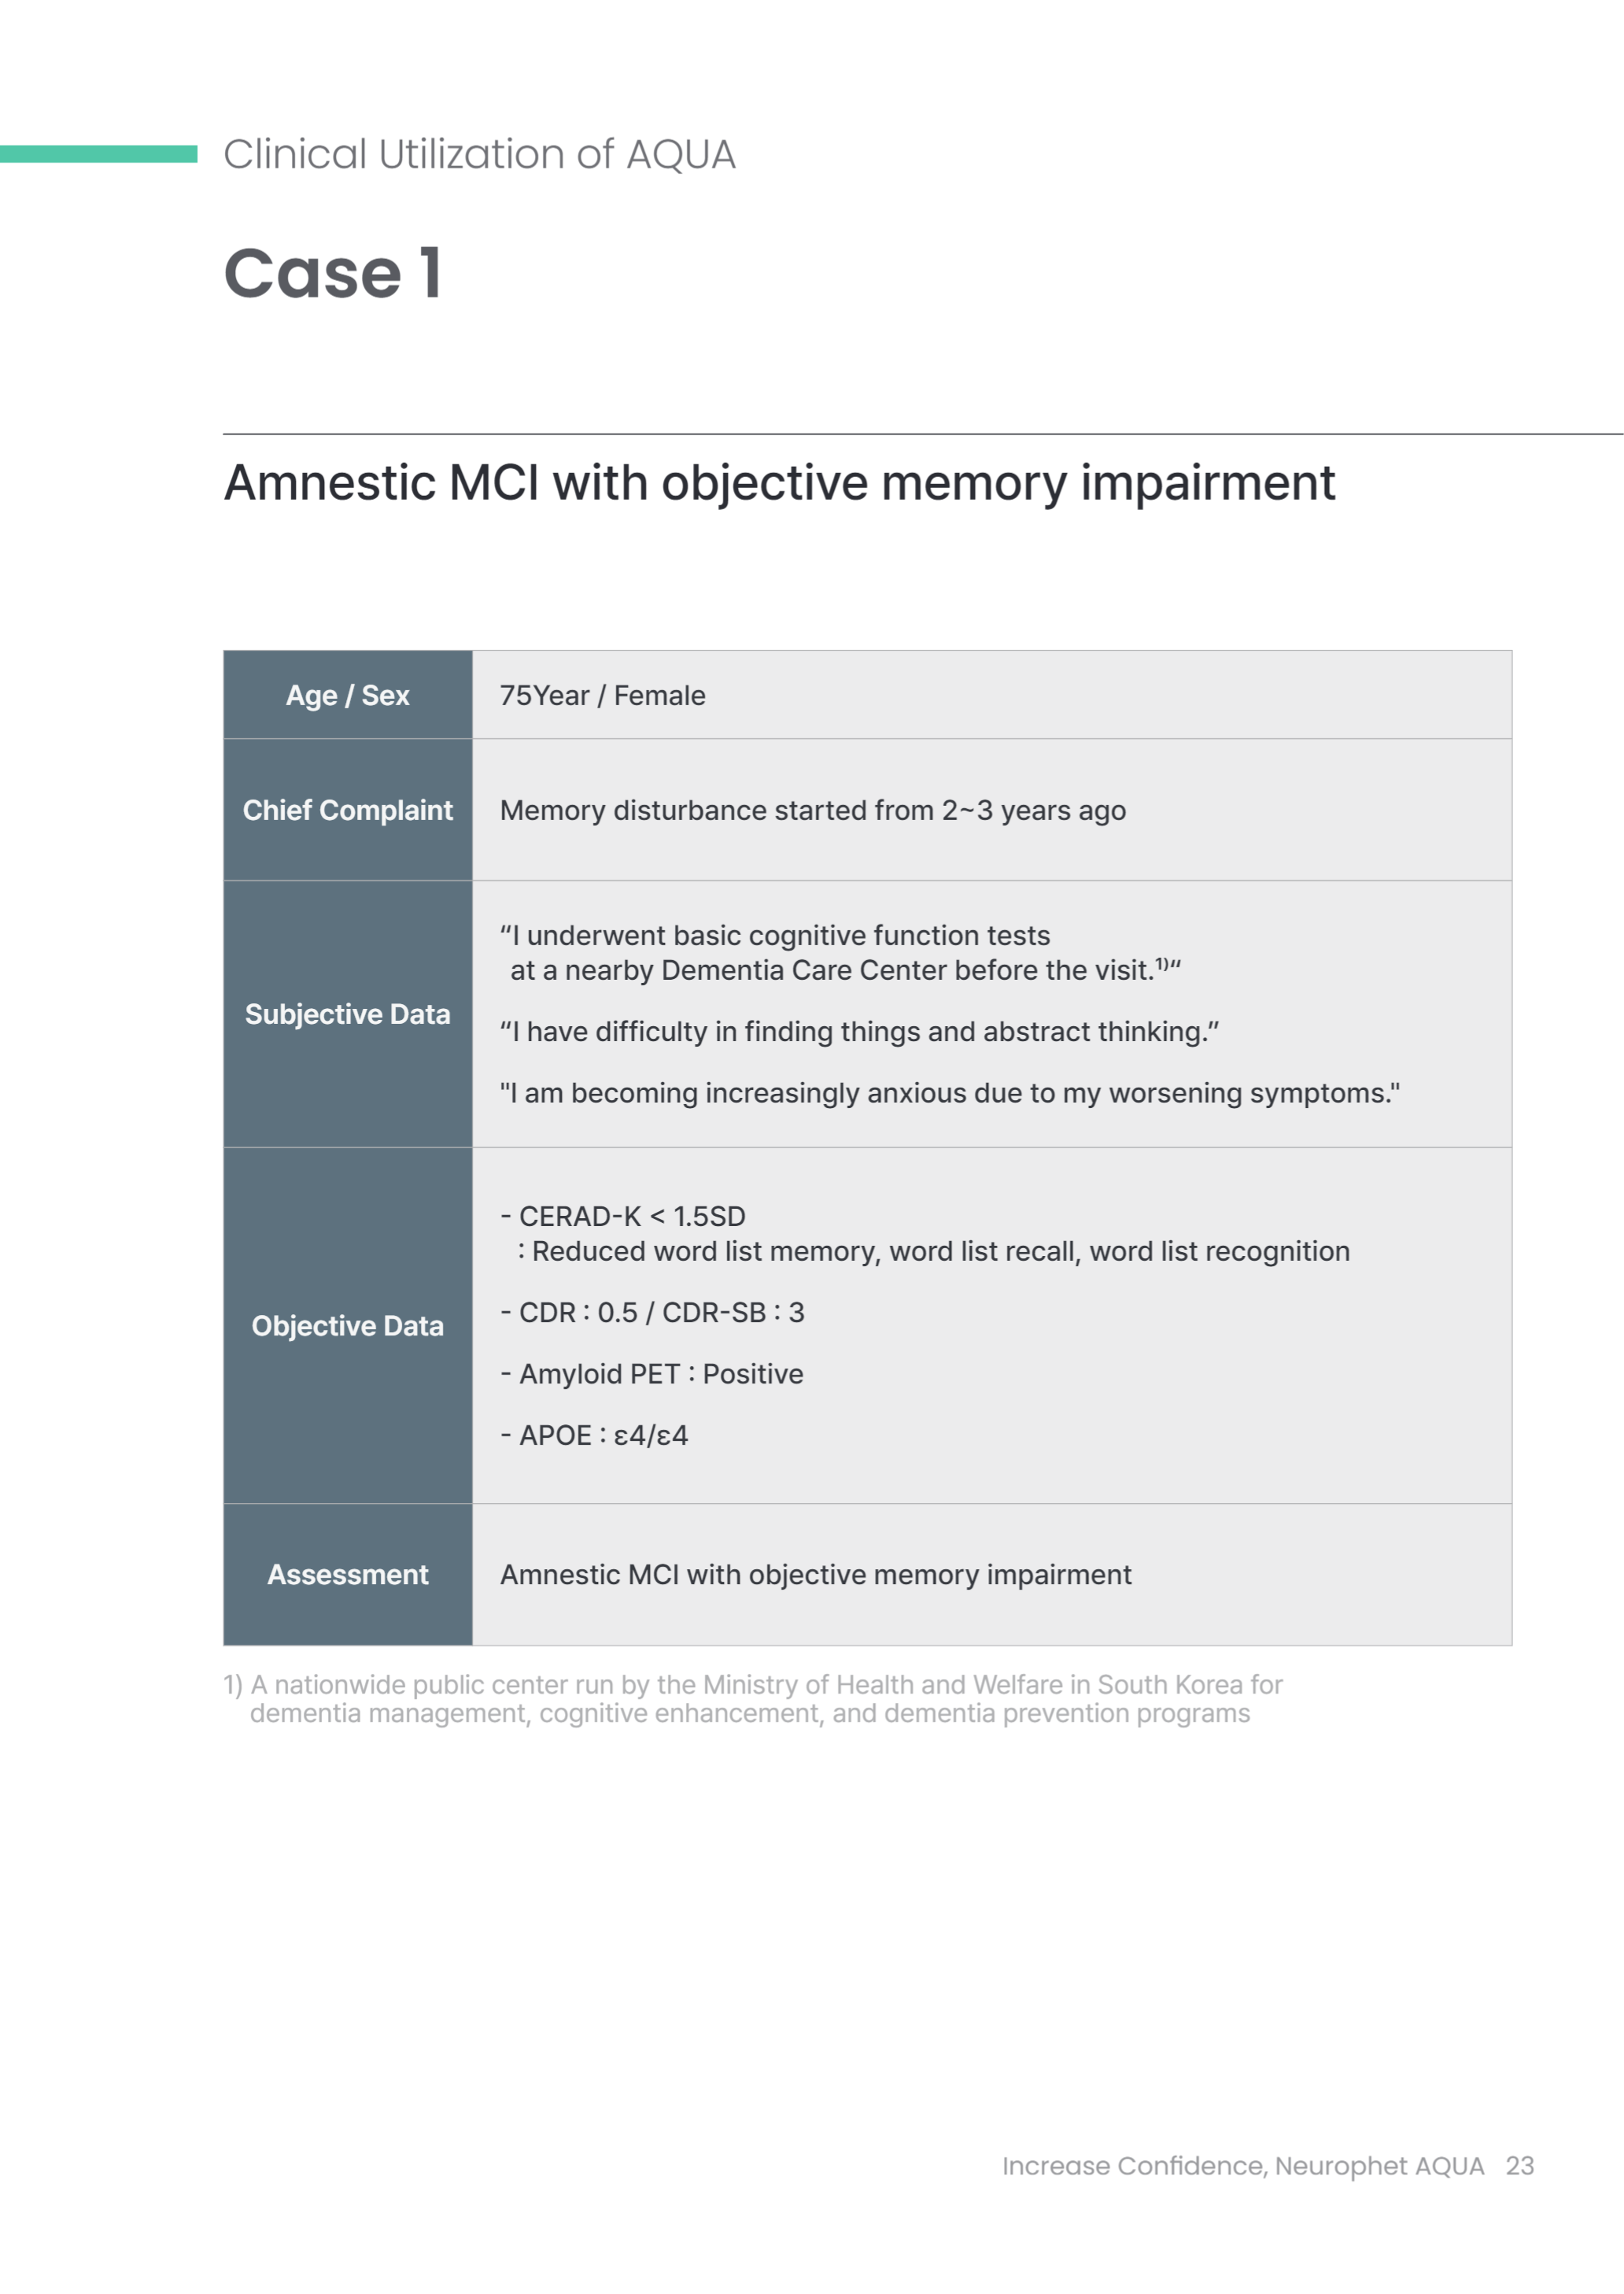 Clinical Utilization of AQUA
Case 1
Amnestic MCI with objective memory impairment
Age / Sex
75Year / Female
Chief Complaint
Memory disturbance started from 2~3 years ago
Subjective Data
“I underwent basic cognitive function tests
at a nearby Dementia Care Center before the visit.¹⁾“
“I have difficulty in finding things and abstract thinking.”
"I am becoming increasingly anxious due to my worsening symptoms."
Objective Data
- CERAD-K < 1.5SD
: Reduced word list memory, word list recall, word list recognition
- CDR : 0.5 / CDR-SB : 3
- Amyloid PET : Positive
- APOE : ε4/ε4
Assessment
Amnestic MCI with objective memory impairment
1) A nationwide public center run by the Ministry of Health and Welfare in South Korea for
dementia management, cognitive enhancement, and dementia prevention programs
Increase Confidence, Neurophet AQUA 23